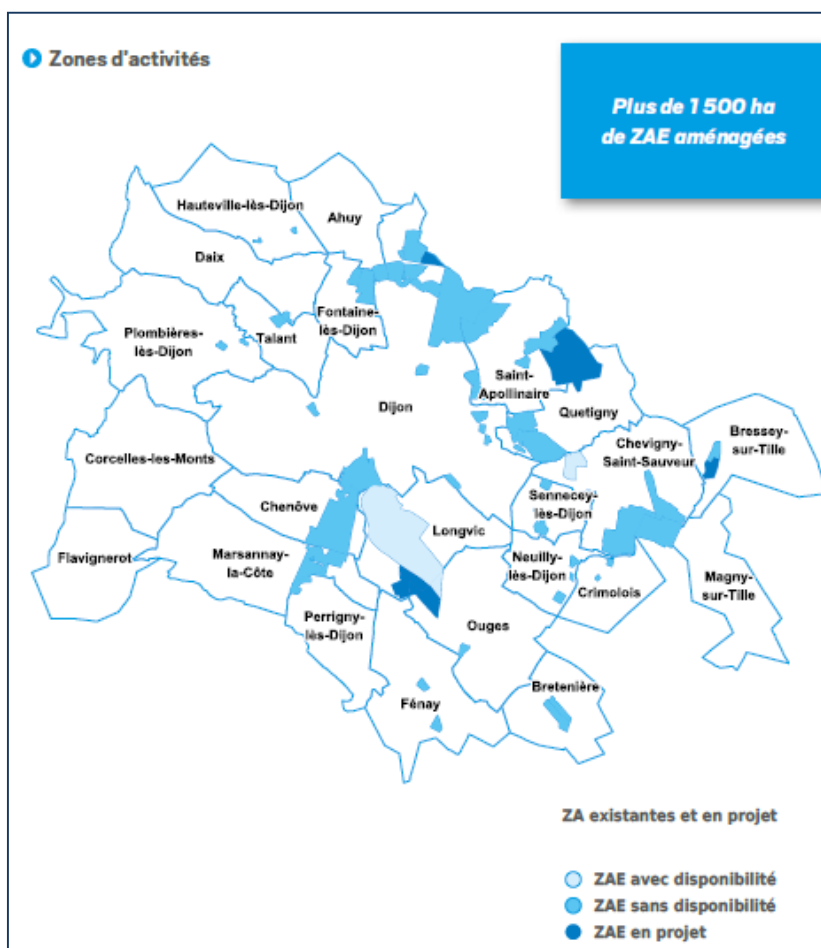 Zones d'activités
Plus de 1 500 ha
de ZAE aménagées
Hauteville-lès-Dijon
Ahuy
Daix
Fontaine-
lès-Dijon
Plombières-
lès-Dijon
Talant
Saint-
Apollinaire
Dijon
Quetigny
Bressey-
sur-Tille
Chevigny-
Saint-Sauveur
Corcelles-les-Monts
Sennecey-
lès-Dijon
Chenôve
Longvic
Flavignerot
Marsannay-
la-Côte
Neuilly-
lès-Dijon
Magny-
sur-Tille
Crimolois
Perrigny-
lès-Dijon
Ouges
Bretenière
Fénay
ZA existantes et en projet
ZAE avec disponibilité
ZAE sans disponibilité
ZAE en projet